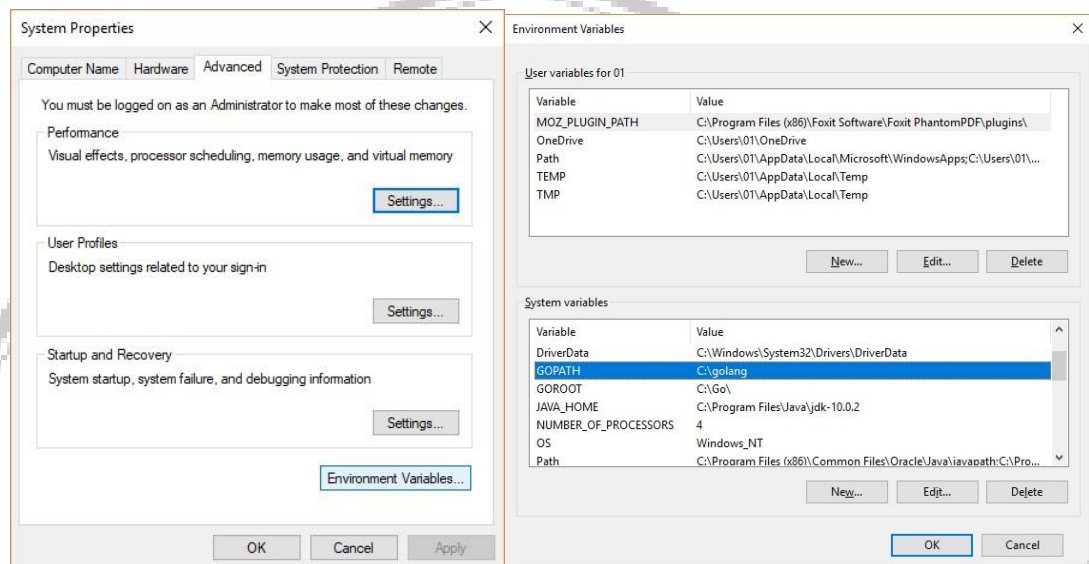 System Properties
Computer Name Hardware Advanced System Protection Remote
You must be logged on as an Administrator to make most of these changes.
Performance
Visual effects, processor scheduling, memory usage, and virtual memory
Settings...
User Profiles
Desktop settings related to your sign-in
Settings...
Startup and Recovery
System startup, system failure, and debugging information
Settings...
Environment Variables...
OK Cancel Apply
Environment Variables
User variables for 01
Variable Value
MOZ_PLUGIN_PATH C:\Program Files (x86)\Foxit Software\Foxit PhantomPDF\plugins\
OneDrive C:\Users\01\OneDrive
Path C:\Users\01\AppData\Local\Microsoft\WindowsApps;C:\Users\01\...
TEMP C:\Users\01\AppData\Local\Temp
TMP C:\Users\01\AppData\Local\Temp
New... Edit... Delete
System variables
Variable Value
DriverData C:\Windows\System32\Drivers\DriverData
GOPATH C:\golang
GOROOT C:\Go\
JAVA_HOME C:\Program Files\Java\jdk-10.0.2
NUMBER_OF_PROCESSORS 4
OS Windows_NT
Path C:\Program Files (x86)\Common Files\Oracle\Java\javapath;C:\Pro...
New... Edit... Delete
OK Cancel